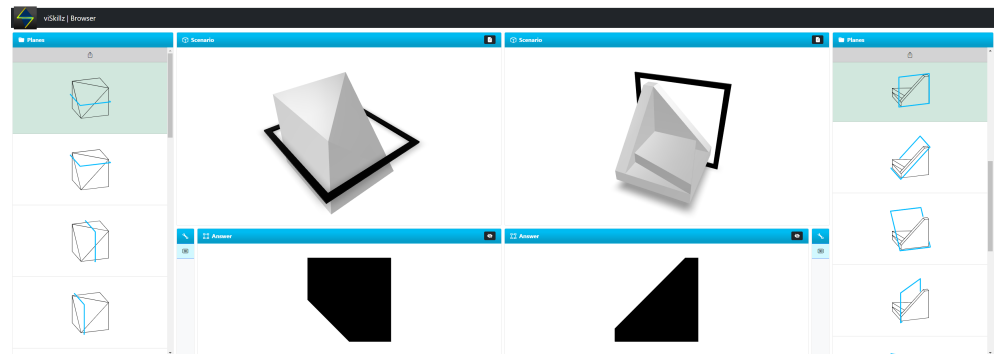 viSkillz | Browser
Planes
Scenario
Scenario
Planes
Answer
Answer